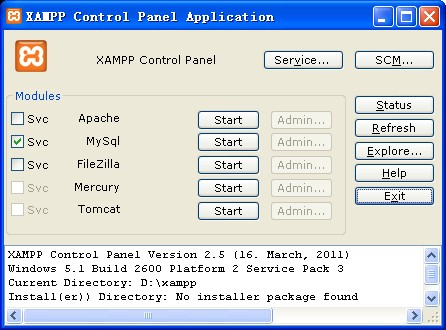 XAMPP Control Panel Application
XAMPP Control Panel
Service...
SCM...
Modules
Svc Apache Start Admin...
Svc MySql Start Admin...
Svc FileZilla Start Admin...
Svc Mercury Start Admin...
Svc Tomcat Start Admin...
Status
Refresh
Explore...
Help
Exit
XAMPP Control Panel Version 2.5 (16. March, 2011)
Windows 5.1 Build 2600 Platform 2 Service Pack 3
Current Directory: D:\xampp
Install(er)) Directory: No installer package found